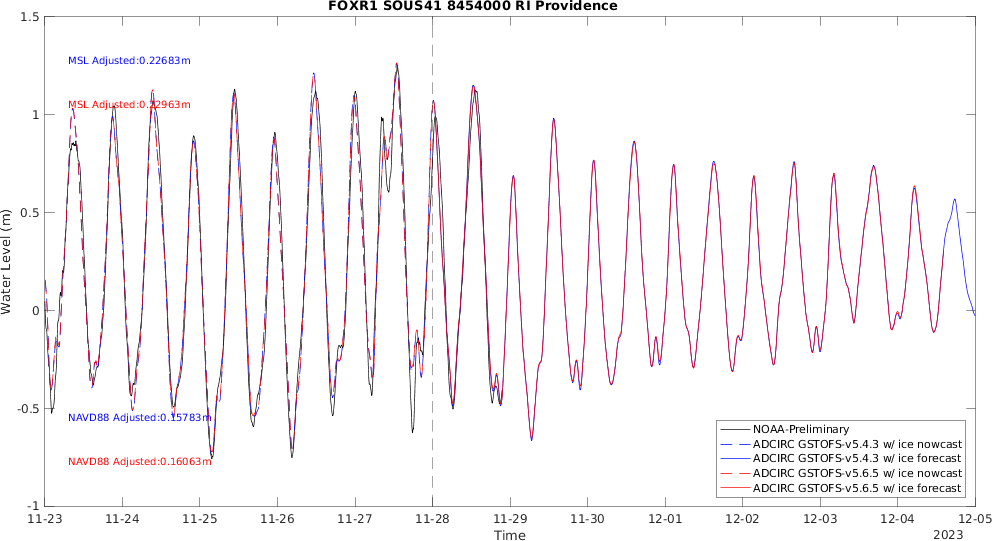 FOXR1 SOUS41 8454000 RI Providence
1.5
MSL Adjusted:0.22683m
MSL Adjusted:0.22963m
1
0.5
Water Level (m)
0
-0.5
NAVD88 Adjusted:0.15783m
NAVD88 Adjusted:0.16063m
NOAA-Preliminary
ADCIRC GSTOFS-v5.4.3 w/ ice nowcast
ADCIRC GSTOFS-v5.4.3 w/ ice forecast
ADCIRC GSTOFS-v5.6.5 w/ ice nowcast
ADCIRC GSTOFS-v5.6.5 w/ ice forecast
-1
11-23 11-24 11-25 11-26 11-27 11-28 11-29 11-30 12-01 12-02 12-03 12-04 12-05
Time
2023